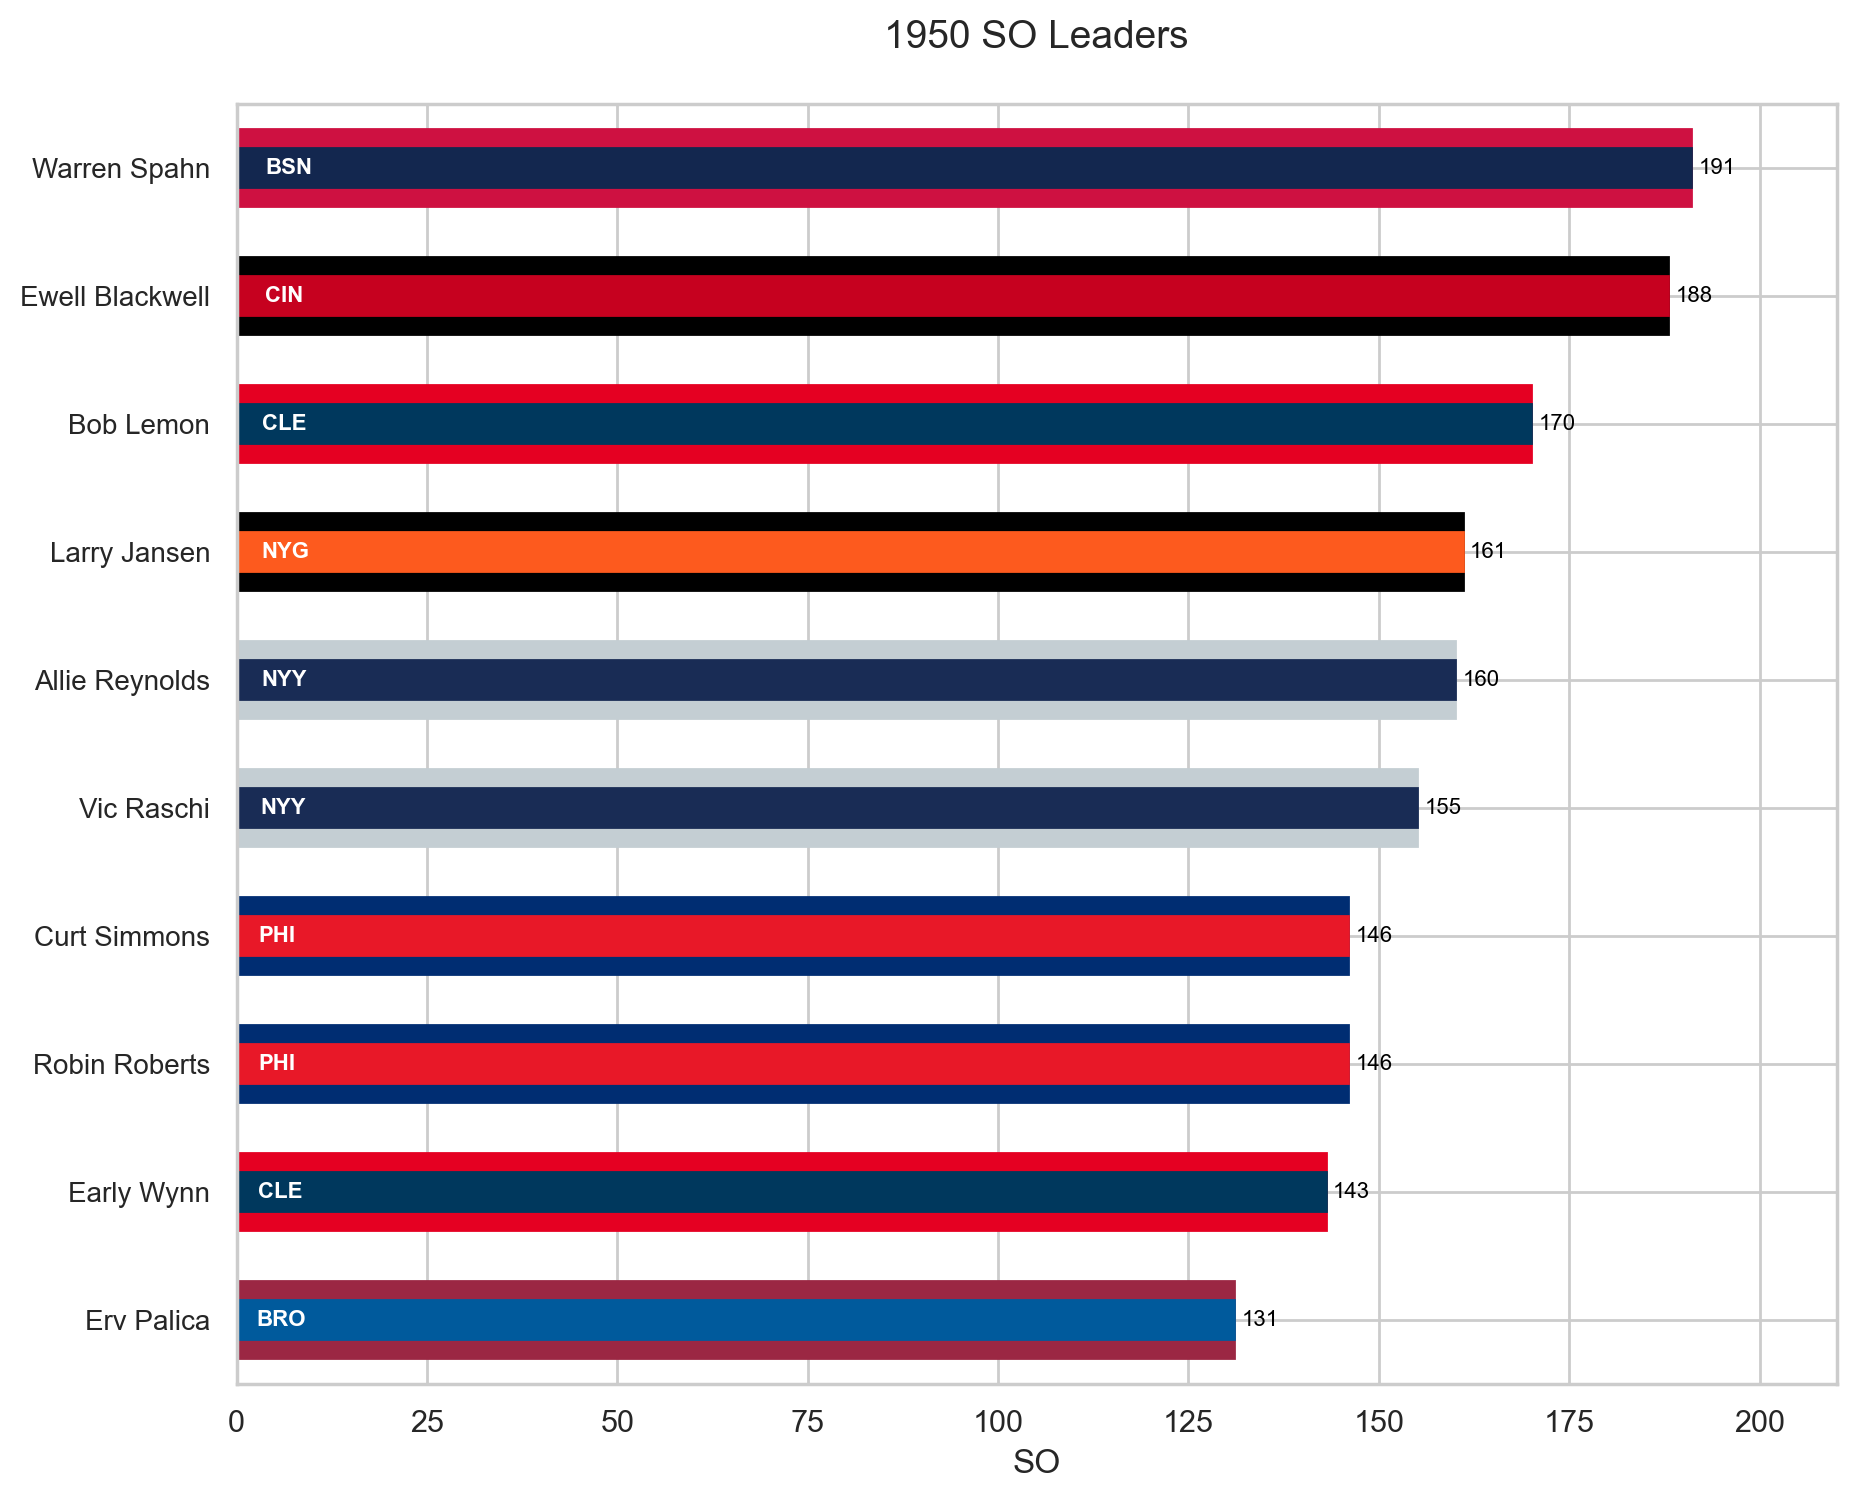 1950 SO Leaders
Warren Spahn BSN 191
Ewell Blackwell CIN 188
Bob Lemon CLE 170
Larry Jansen NYG 161
Allie Reynolds NYY 160
Vic Raschi NYY 155
Curt Simmons PHI 146
Robin Roberts PHI 146
Early Wynn CLE 143
Erv Palica BRO 131
0 25 50 75 100 125 150 175 200
SO